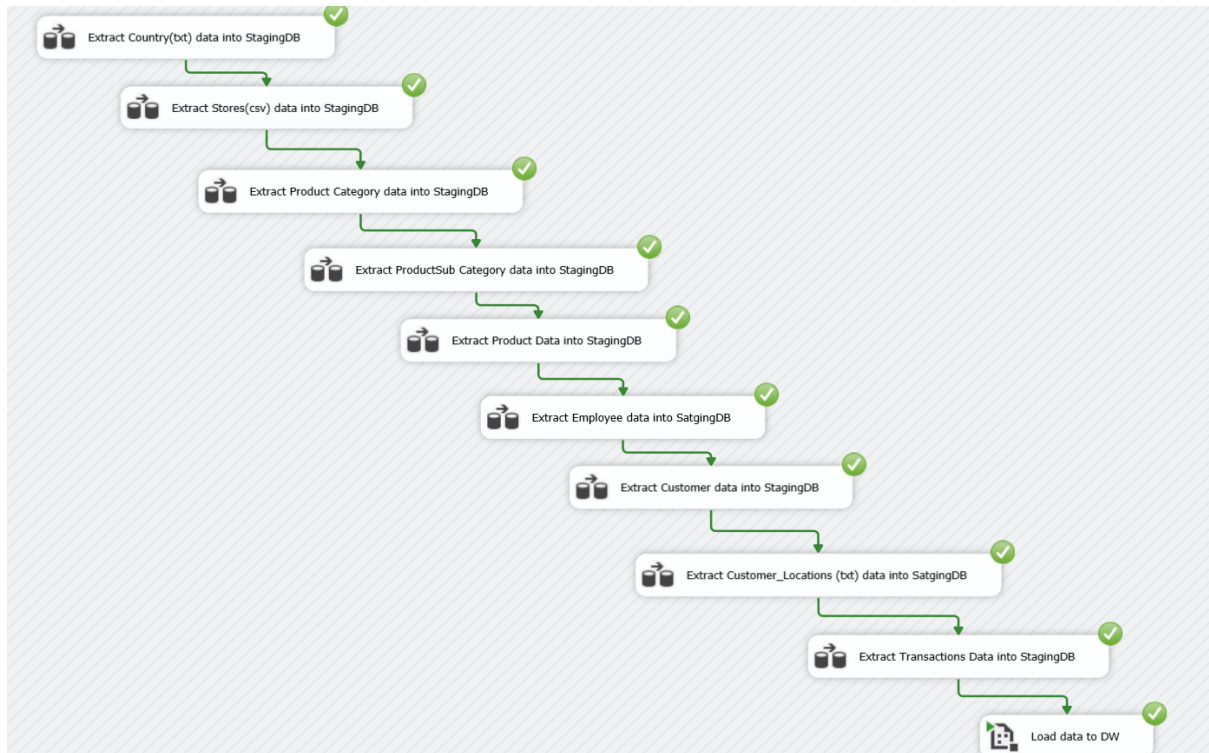 Extract Country(txt) data into StagingDB
Extract Stores(csv) data into StagingDB
Extract Product Category data into StagingDB
Extract ProductSub Category data into StagingDB
Extract Product Data into StagingDB
Extract Employee data into SatgingDB
Extract Customer data into StagingDB
Extract Customer_Locations (txt) data into SatgingDB
Extract Transactions Data into StagingDB
Load data to DW